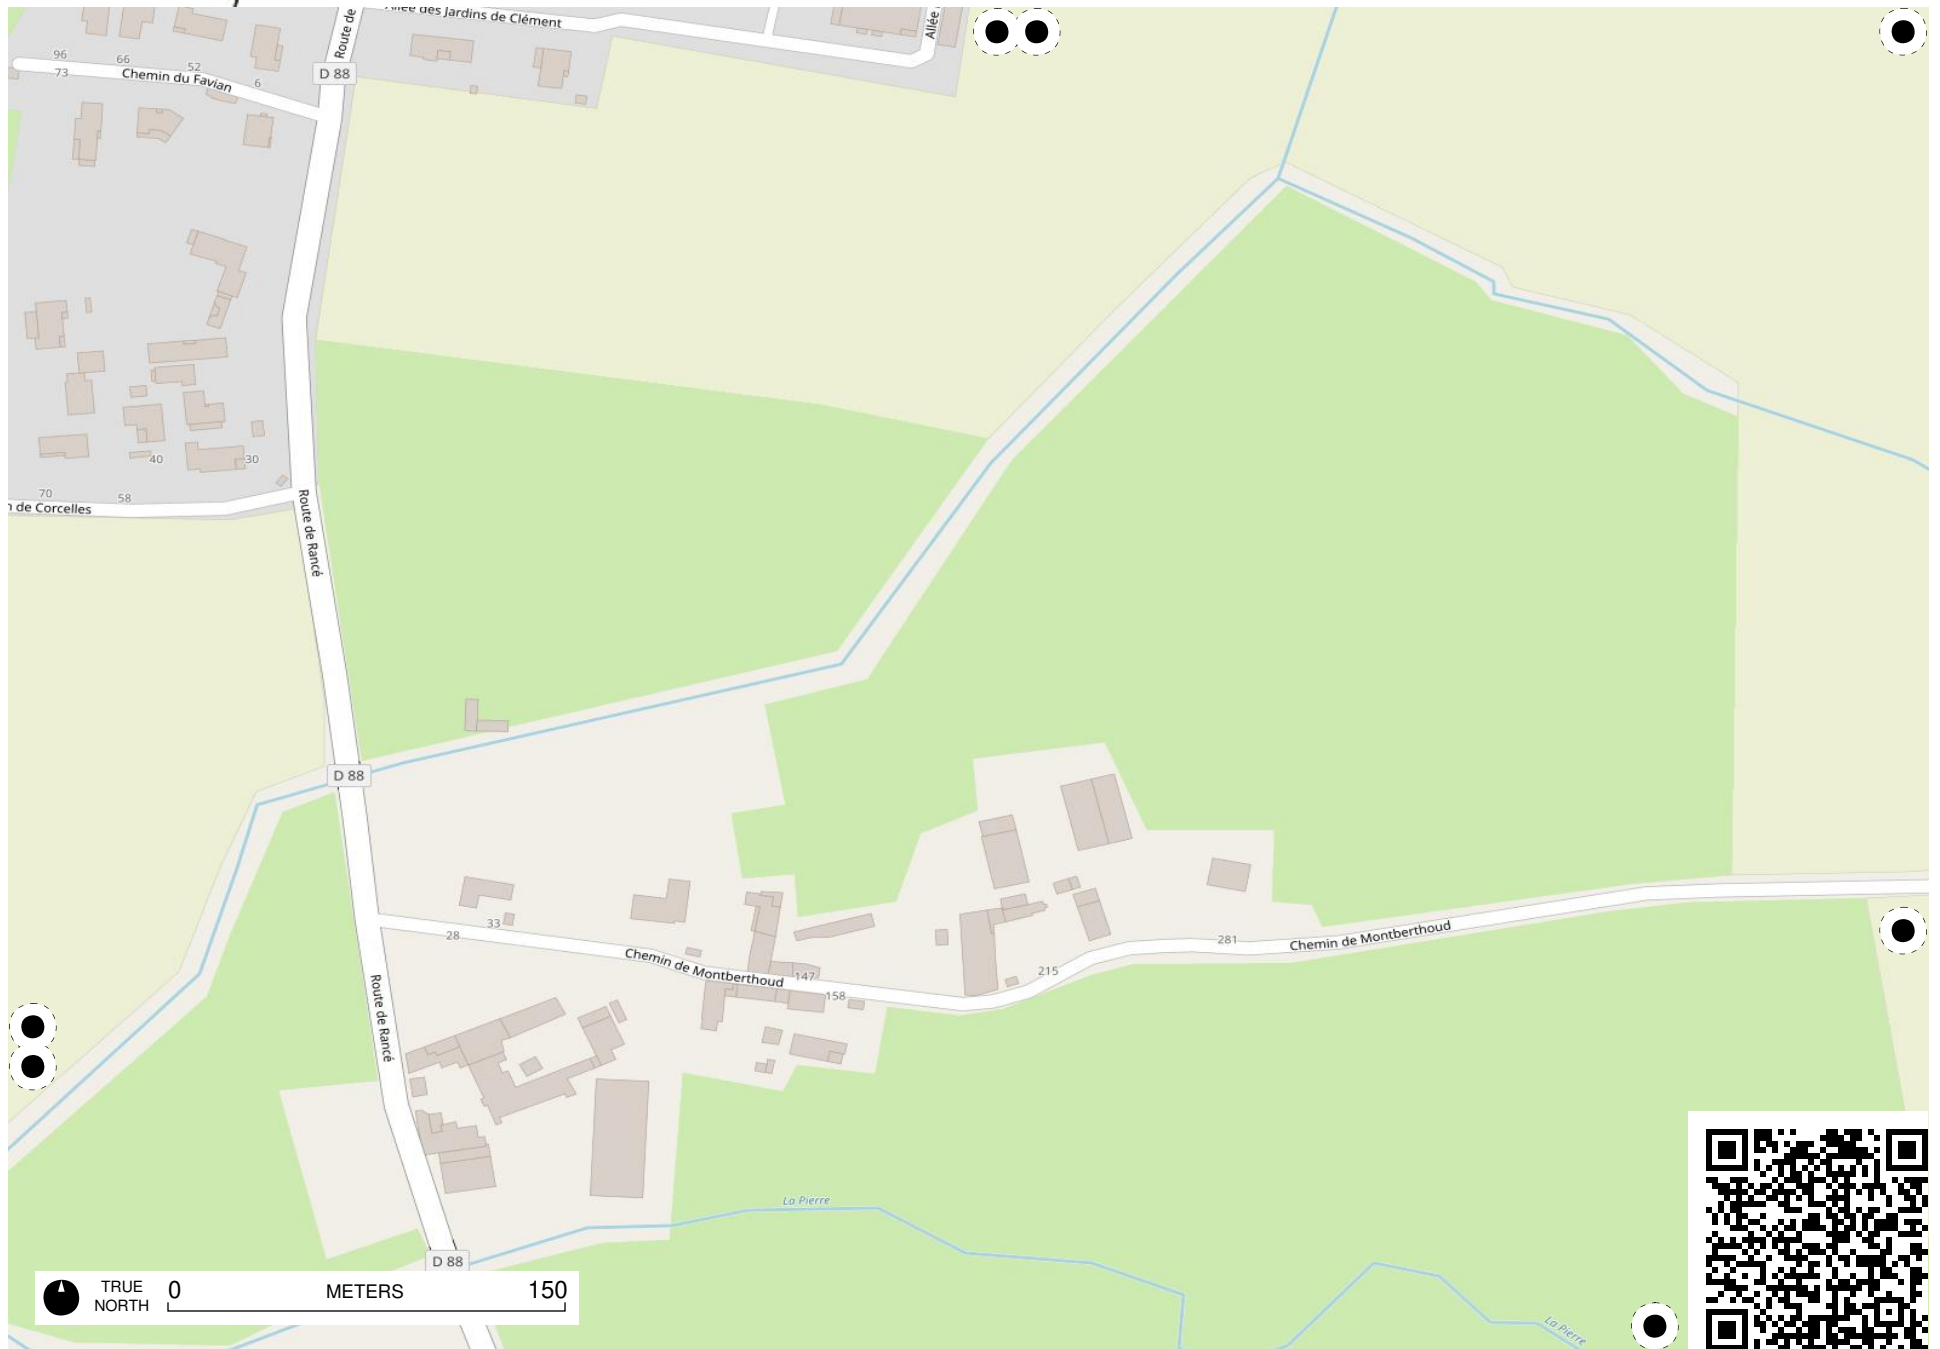 Allée des Jardins de Clément
Route de
Allée
96
66
52
73
Chemin du Favian
6
D 88
40
30
70
58
de Corcelles
Route de Rancé
D 88
33
28
Chemin de Montberthoud
147
158
215
281
Chemin de Montberthoud
Route de Rancé
La Pierre
D 88
La Pierre
TRUE
NORTH
0 METERS 150